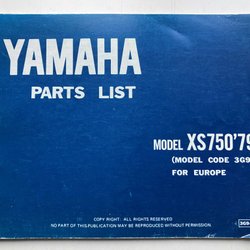 YAMAHA
PARTS LIST
MODEL XS750'79
(MODEL CODE 3G9
FOR EUROPE
COPY RIGHT: ALL RIGHTS RESERVED
NO PART OF THIS PUBLICATION MAY BE REPRODUCED WITHOUT PERMISSION